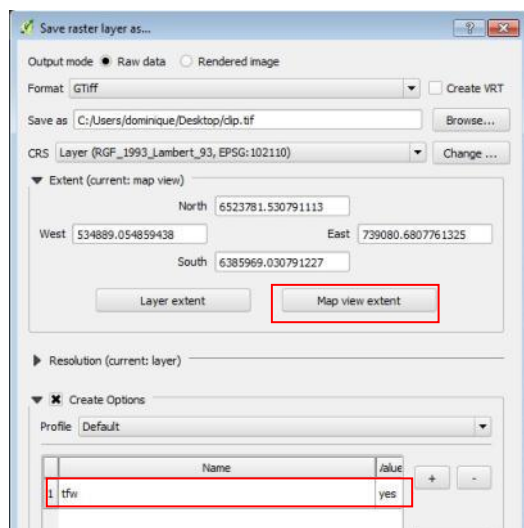 Save raster layer as...
Output mode Raw data Rendered image
Format GTiff Create VRT
Save as C:/Users/dominique/Desktop/clip.tif Browse...
CRS Layer (RGF_1993_Lambert_93, EPSG:102110) Change ...
Extent (current: map view)
North 6523781.530791113
West 534889.054859438 East 739080.6807761325
South 6385969.030791227
Layer extent Map view extent
Resolution (current: layer)
Create Options
Profile Default
Name /alue + -
1 tfw yes